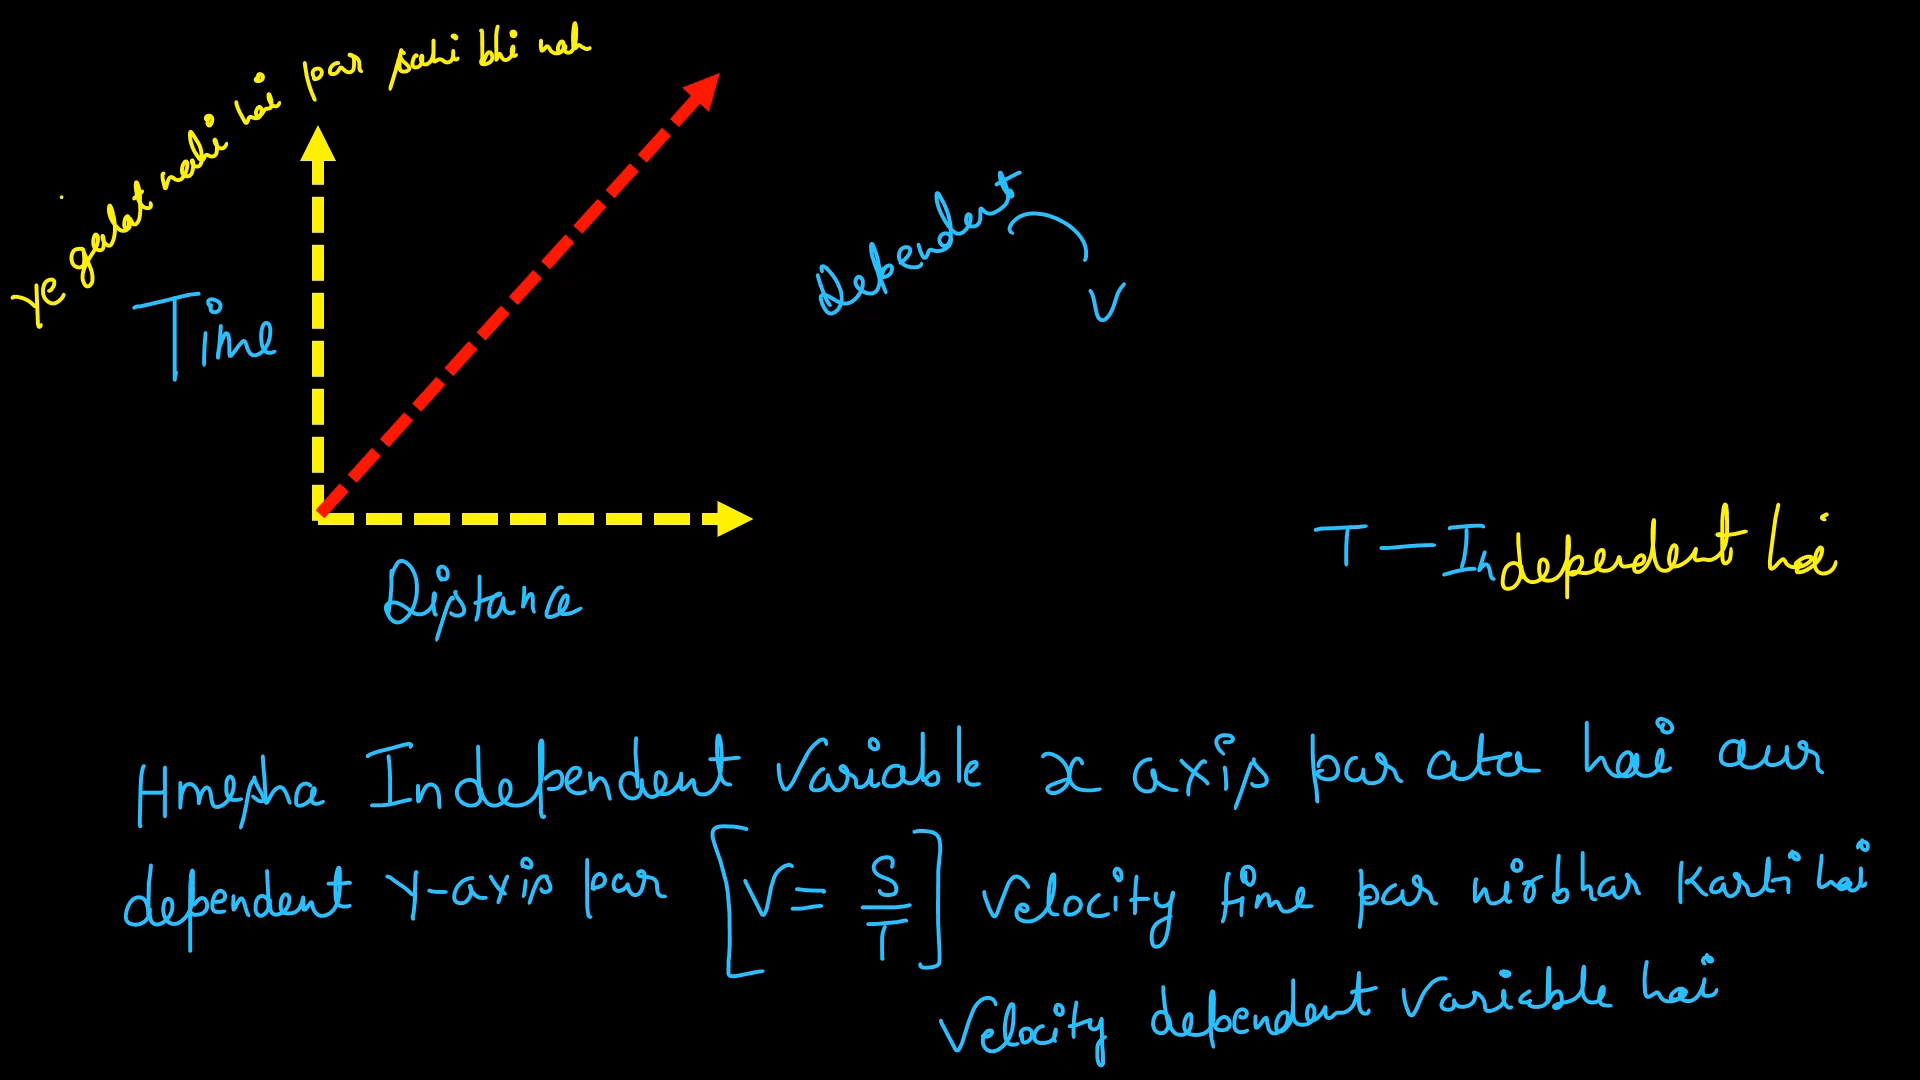 Ye galat nahi hai par sahi bhi nah
Time
Distance
Dependent
V
T — Independent hai
Hmesha Independent variable x axis par ata hai aur
dependent Y-axis par [V = S/T] Velocity time par nirbhar karti hai
Velocity dependent variable hai